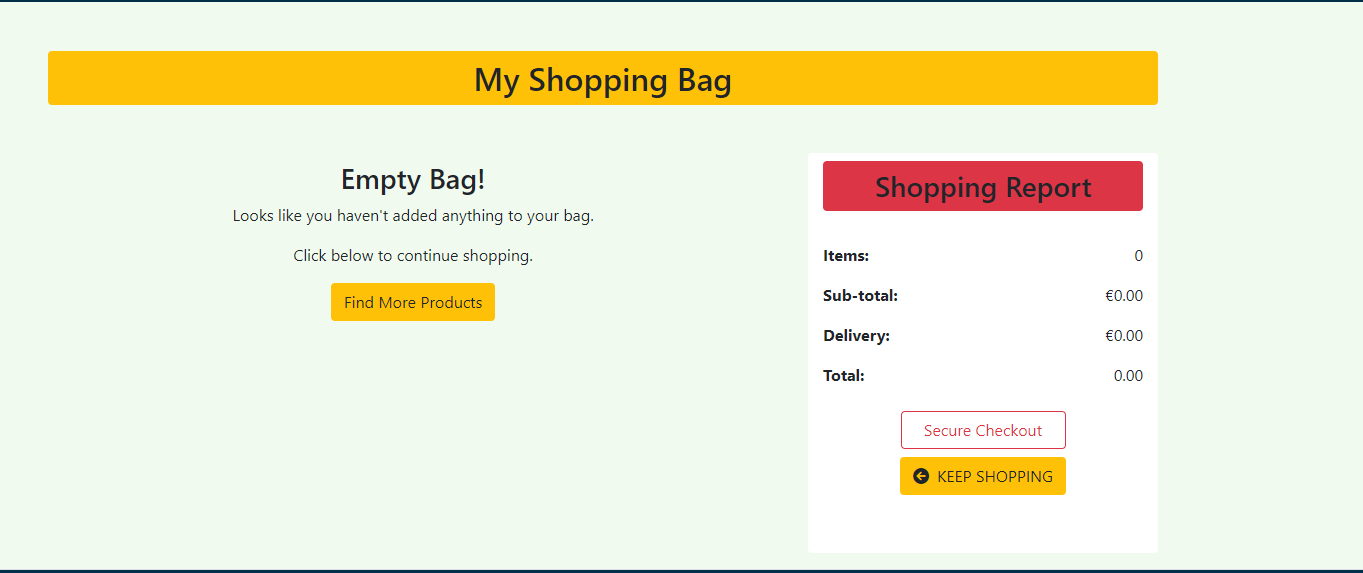 My Shopping Bag
Empty Bag!
Looks like you haven't added anything to your bag.
Click below to continue shopping.
Find More Products
Shopping Report
Items: 0
Sub-total: €0.00
Delivery: €0.00
Total: 0.00
Secure Checkout
KEEP SHOPPING